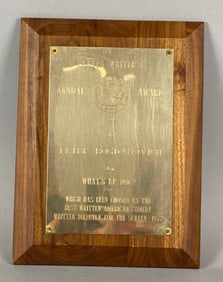 ANNUAL AWARD
PETER BOGDANOVICH
"WHAT'S UP, DOC?"
WHICH HAS BEEN CHOSEN AS THE
BEST WRITTEN AMERICAN COMEDY
WRITTEN DIRECTLY FOR THE SCREEN - 1972